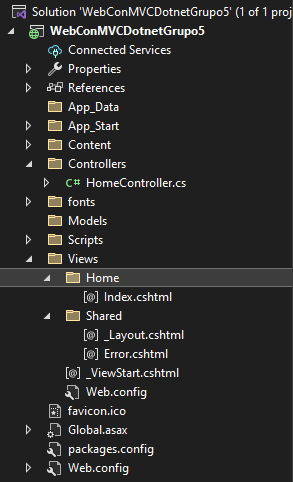 Solution 'WebConMVCDotnetGrupo5' (1 of 1 proj
WebConMVCDotnetGrupo5
Connected Services
Properties
References
App_Data
App_Start
Content
Controllers
C# HomeController.cs
fonts
Models
Scripts
Views
Home
[@] Index.cshtml
Shared
[@] _Layout.cshtml
[@] Error.cshtml
[@] _ViewStart.cshtml
Web.config
favicon.ico
Global.asax
packages.config
Web.config